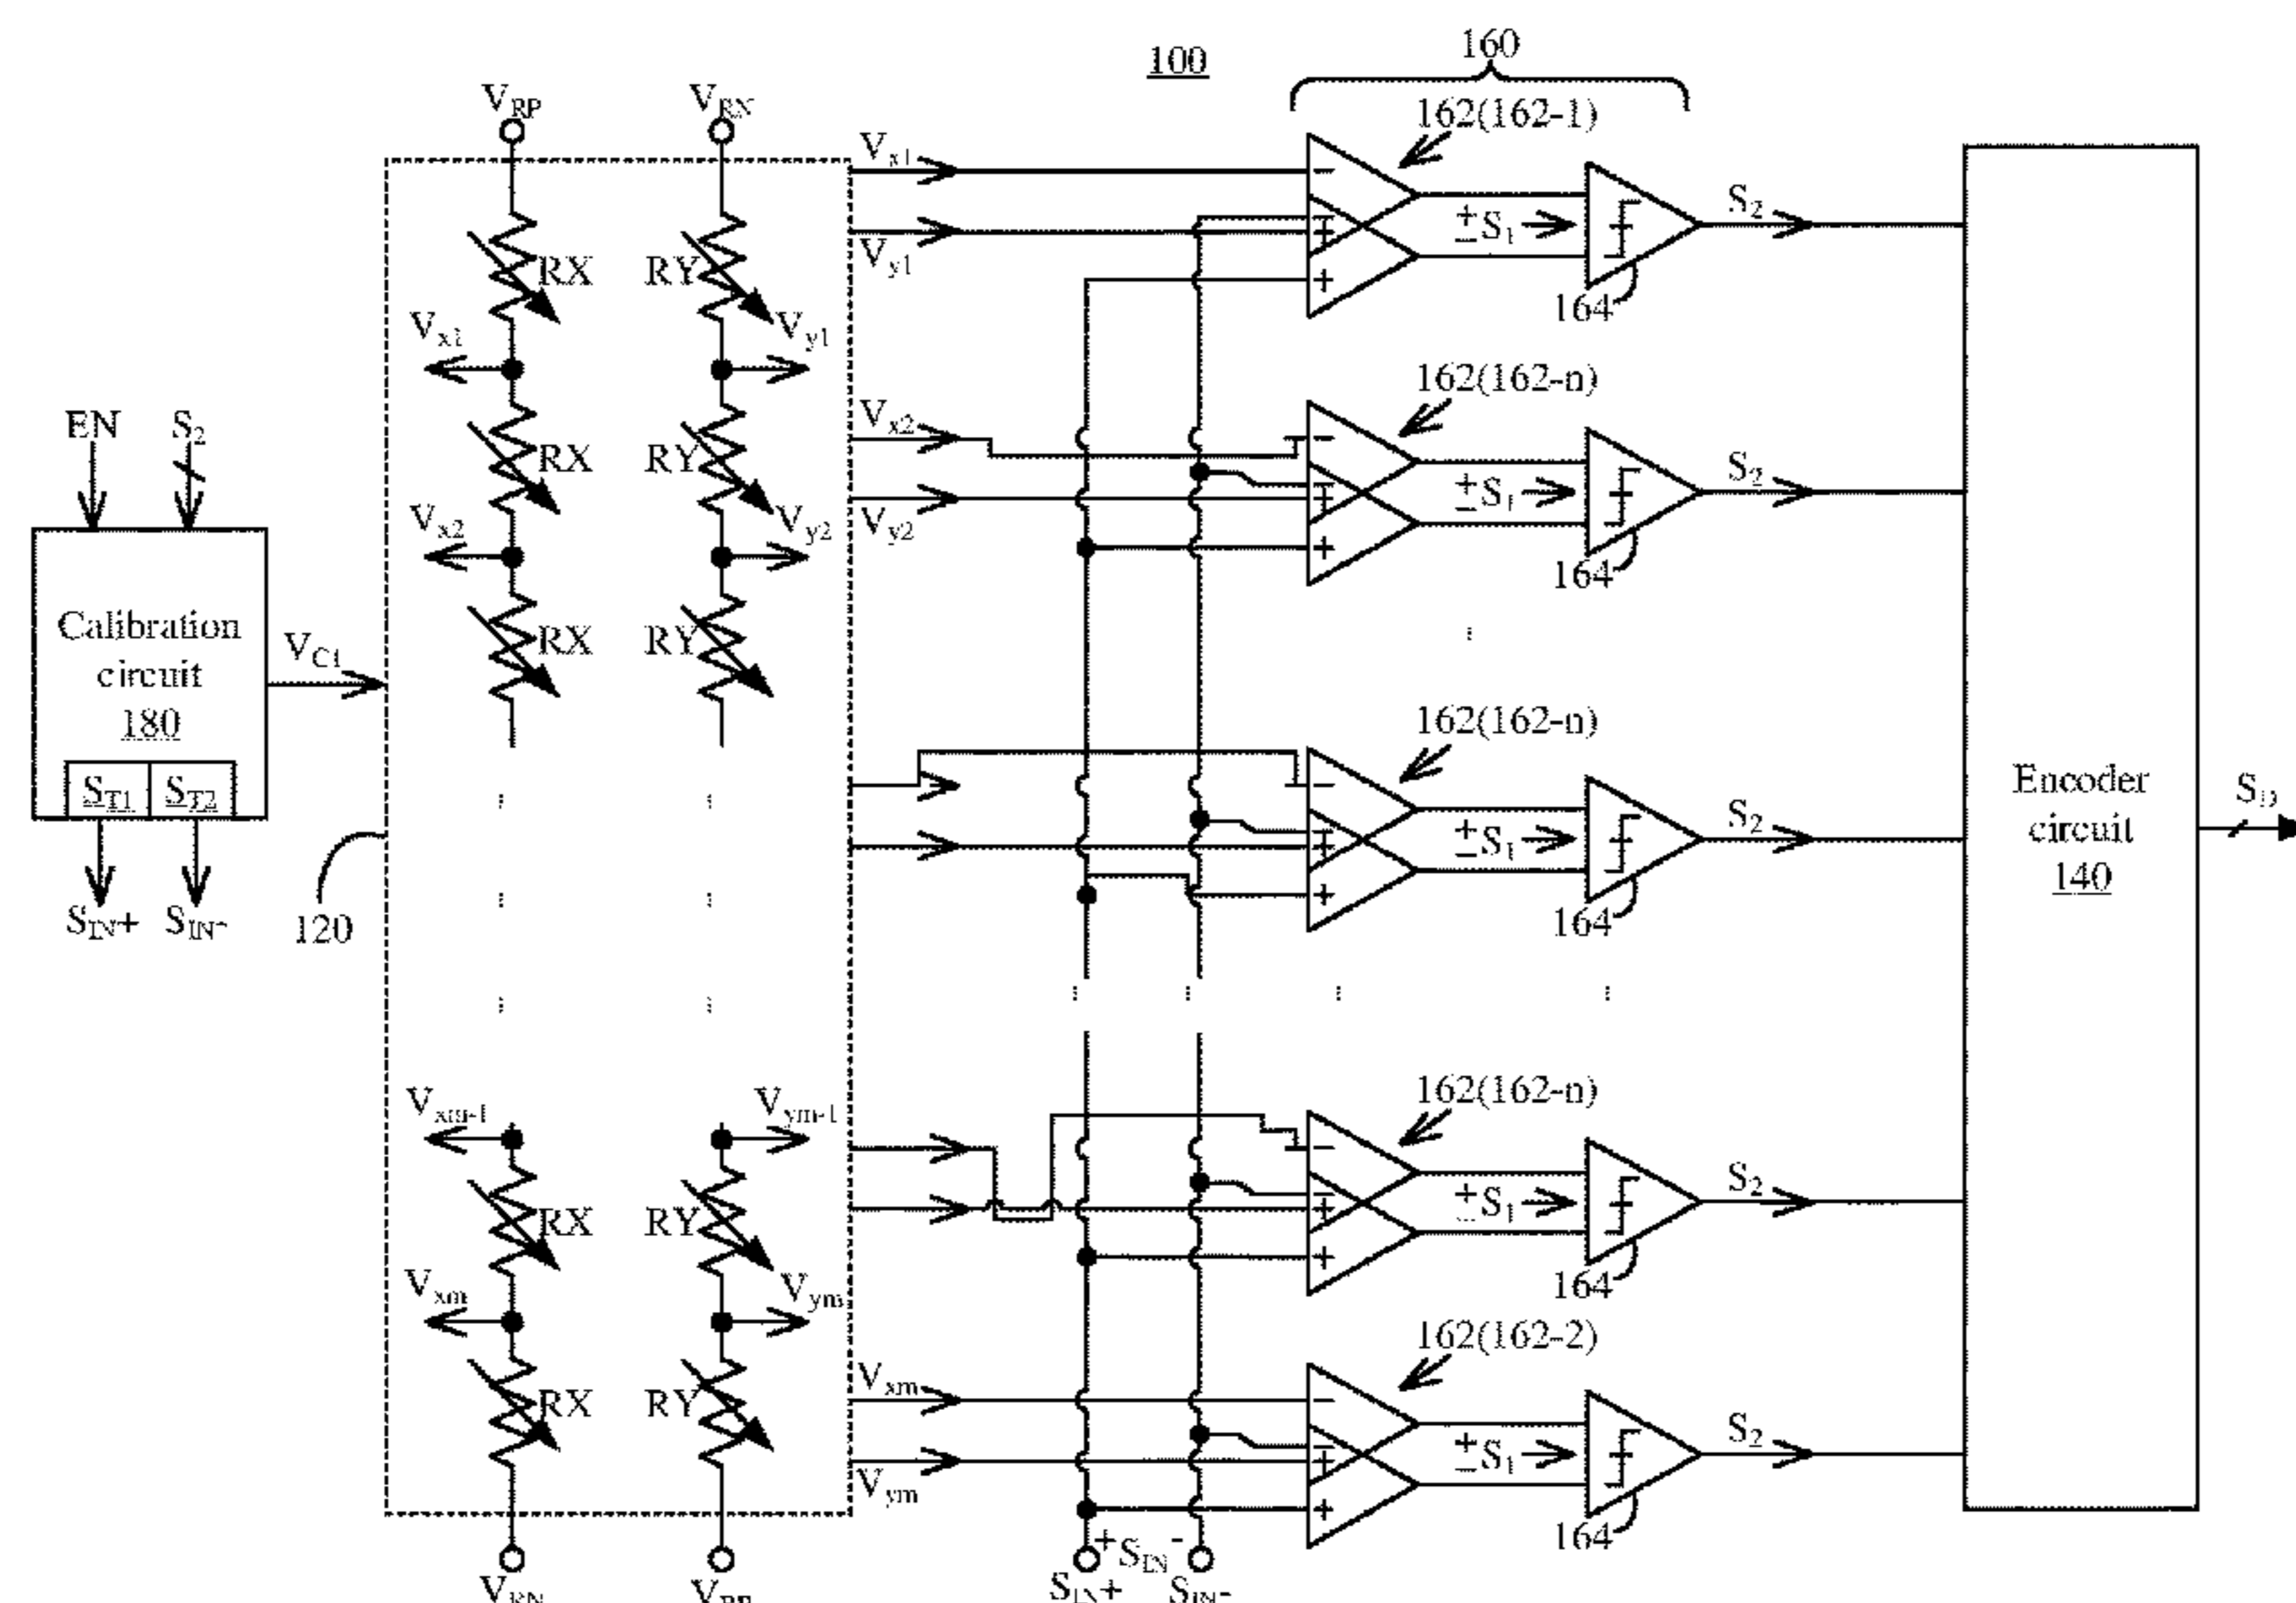 100
160
V_RP
V_RN
162(162-1)
V_x1
S_2
+
S_1
-
RX
RY
V_y1
164
V_x1
V_y1
162(162-n)
EN
S_2
V_x2
S_2
RX
RY
+
S_1
-
V_x2
V_y2
V_y2
164
Calibration
circuit
180
V_C1
RX
RY
162(162-n)
S_T1
S_T2
S_2
Encoder
circuit
140
S_D
+
S_1
-
S_IN+
S_IN-
120
164
V_xm-1
V_ym-1
162(162-n)
S_2
RX
RY
+
S_1
-
V_xm
V_ym
164
162(162-2)
V_xm
S_2
RX
RY
+
S_1
-
V_ym
164
+ S_IN -
V_RN
V_RP
S_IN+
S_IN-